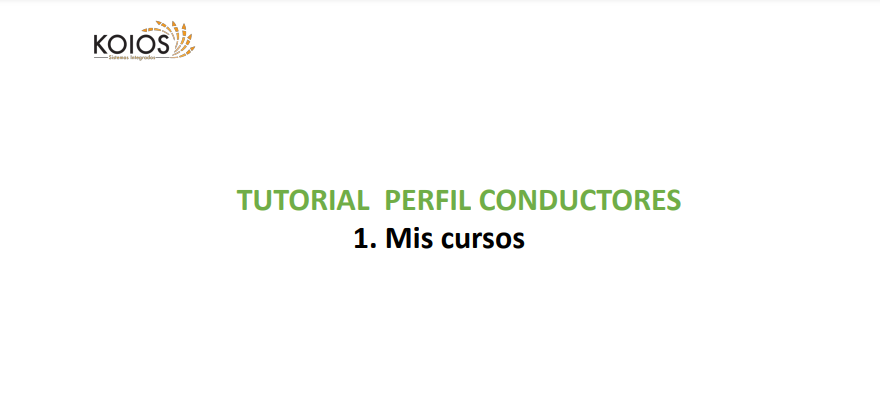 KOIOS
Sistemas Integrados
TUTORIAL  PERFIL CONDUCTORES
1. Mis cursos